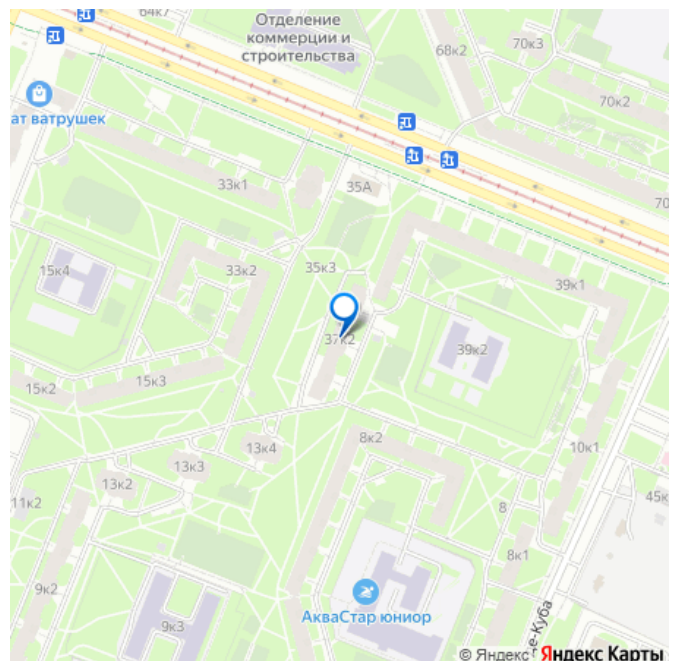 64к7
Отделение
коммерции и
строительства
68к2
70к3
70к2
ат ватрушек
33к1
35А
70
15к4
33к2
35к3
39к1
37к2
39к2
15к2
15к3
8к2
10к1
13к4
13к3
13к2
11к2
8
45к
8к1
9к2
9к3
АкваСтар юниор
е-Куба
© Яндекс Яндекс Карты